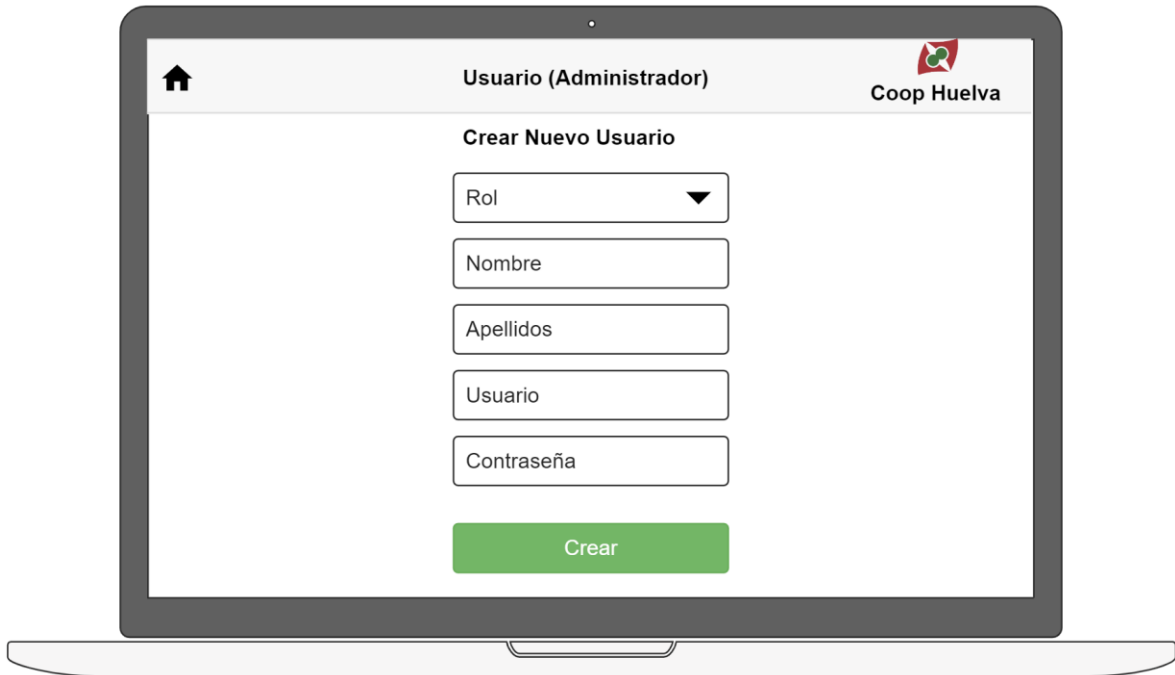 Usuario (Administrador)
Coop Huelva
Crear Nuevo Usuario
Rol
Nombre
Apellidos
Usuario
Contraseña
Crear